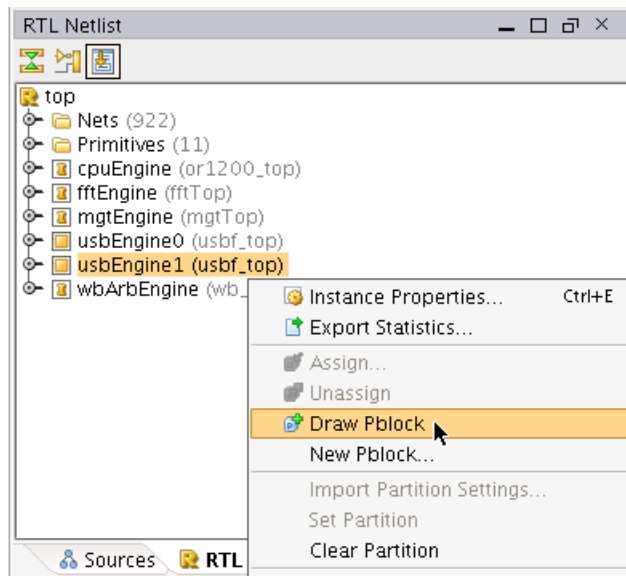 RTL Netlist
top
Nets (922)
Primitives (11)
cpuEngine (or1200_top)
fftEngine (fftTop)
mgtEngine (mgtTop)
usbEngine0 (usbf_top)
usbEngine1 (usbf_top)
wbArbEngine (wb_
Instance Properties... Ctrl+E
Export Statistics...
Assign...
Unassign
Draw Pblock
New Pblock...
Import Partition Settings...
Set Partition
Clear Partition
Sources RTL